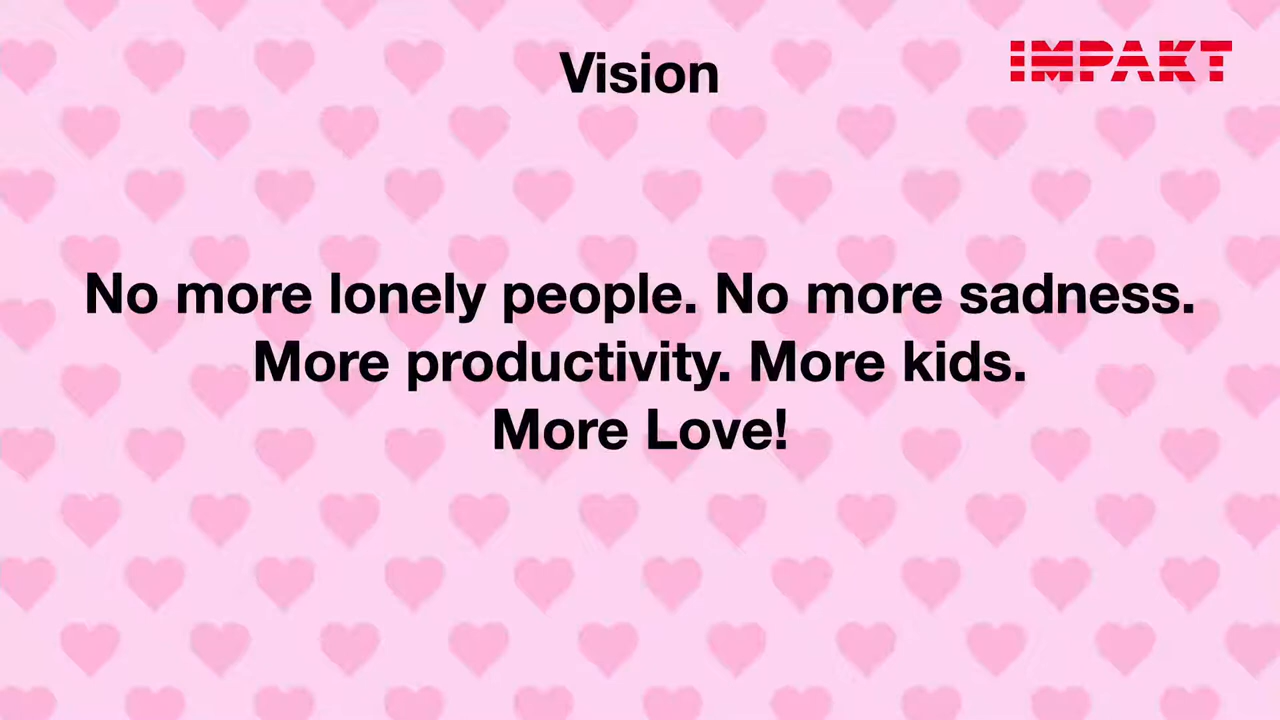 Vision
IMPAKT
No more lonely people. No more sadness.
More productivity. More kids.
More Love!